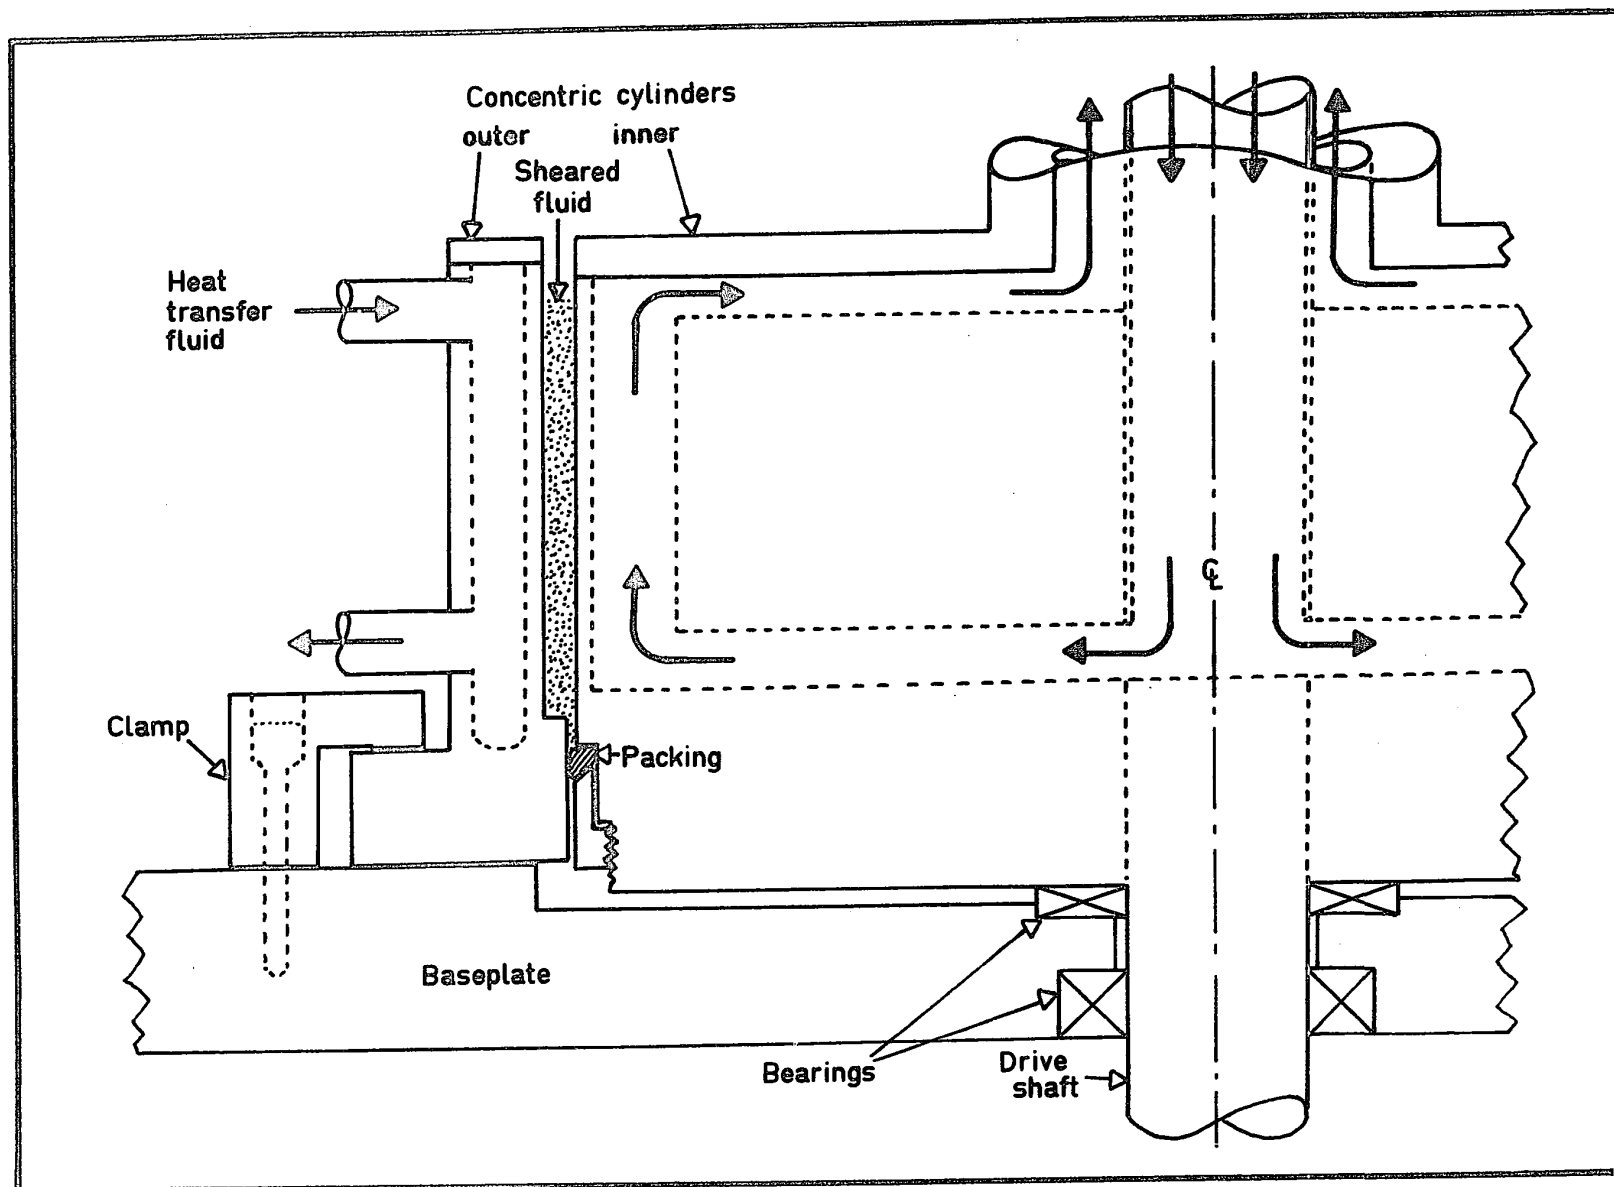 Concentric cylinders
outer inner
Sheared
fluid
Heat
transfer
fluid
℄
Clamp
Packing
Baseplate
Bearings
Drive
shaft